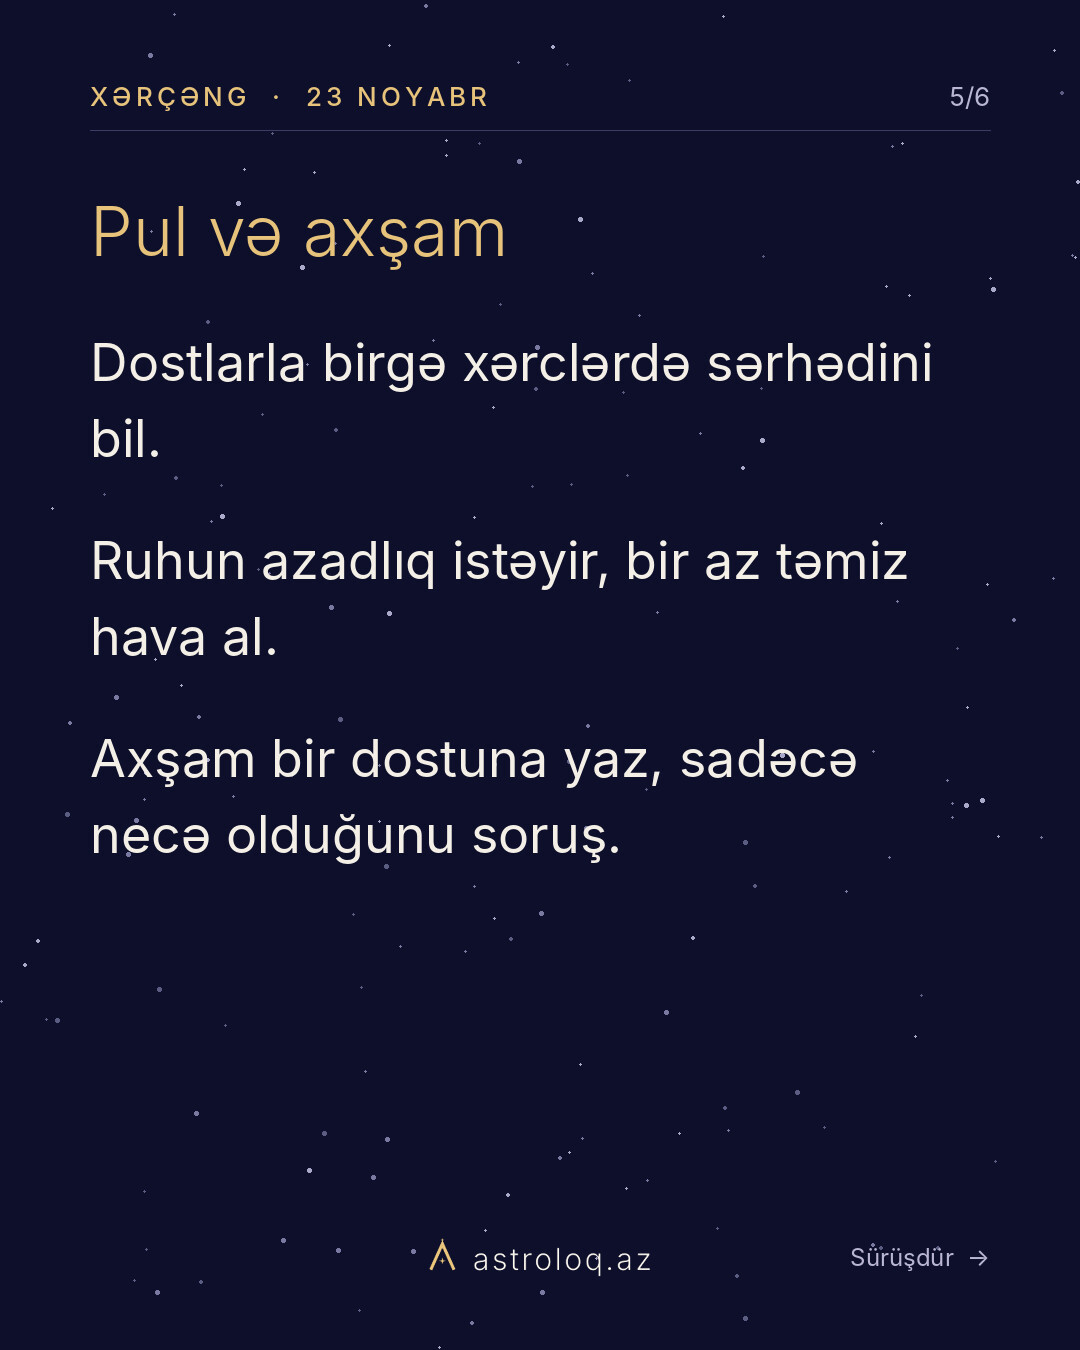 XƏRÇƏNG · 23 NOYABR 5/6
Pul və axşam
Dostlarla birgə xərclərdə sərhədini
bil.
Ruhun azadlıq istəyir, bir az təmiz
hava al.
Axşam bir dostuna yaz, sadəcə
necə olduğunu soruş.
astroloq.az
Sürüşdür →